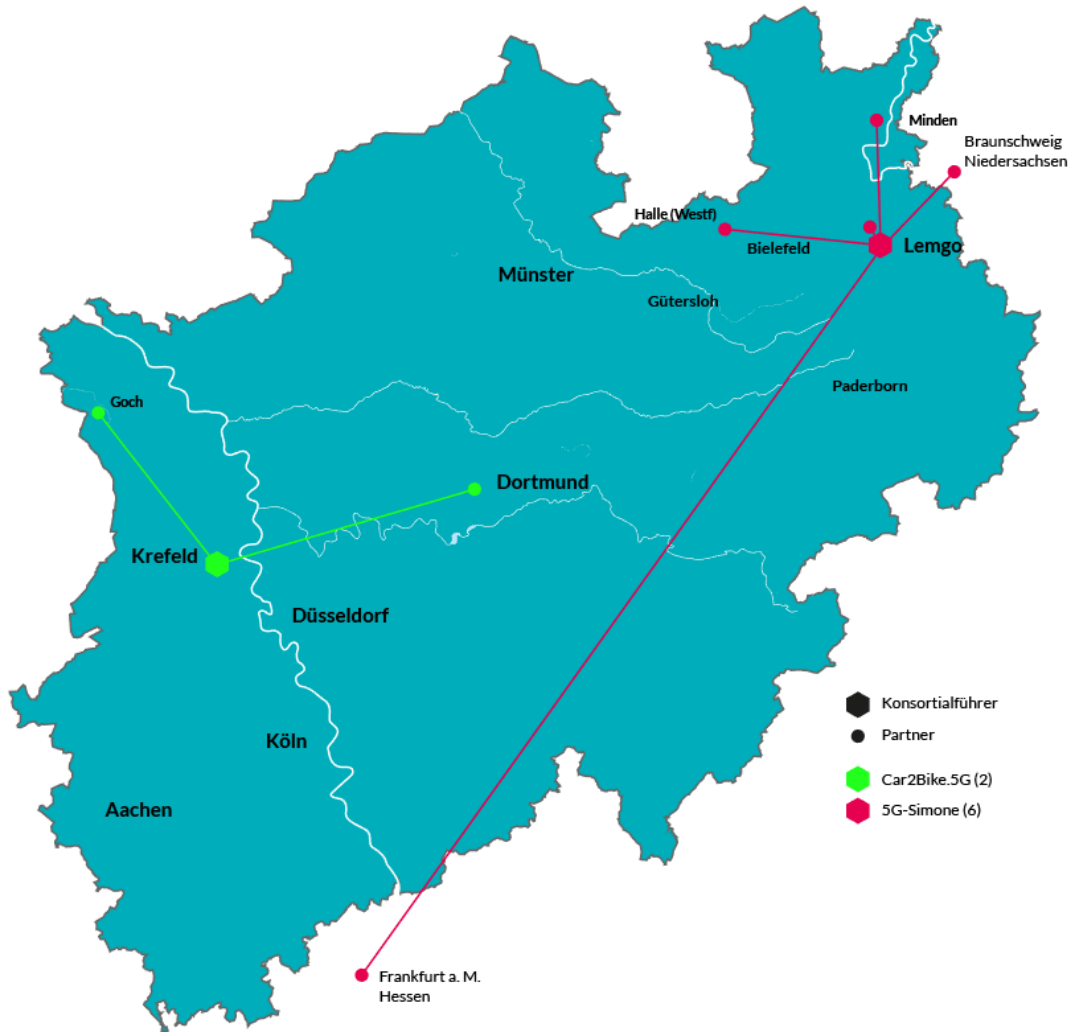 Minden
Braunschweig
Niedersachsen
Halle (Westf)
Bielefeld
Lemgo
Münster
Gütersloh
Paderborn
Goch
Dortmund
Krefeld
Düsseldorf
Köln
Aachen
Konsortialführer
Partner
Car2Bike.5G (2)
5G-Simone (6)
Frankfurt a. M.
Hessen